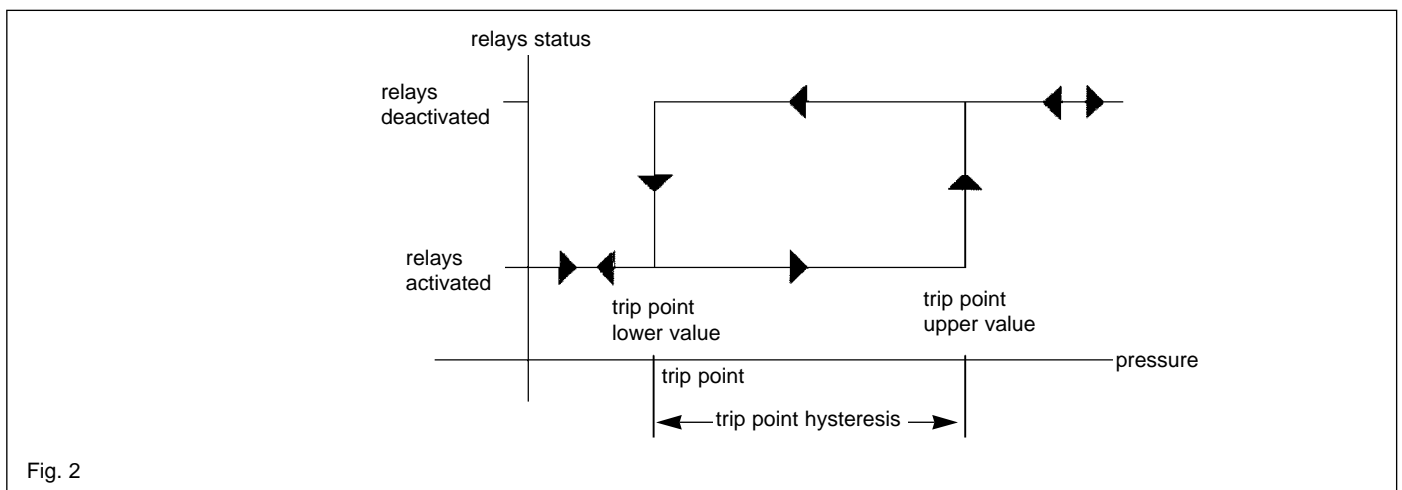 relays status
relays
deactivated
relays
activated
trip point
lower value
trip point
upper value
pressure
trip point
trip point hysteresis
Fig. 2